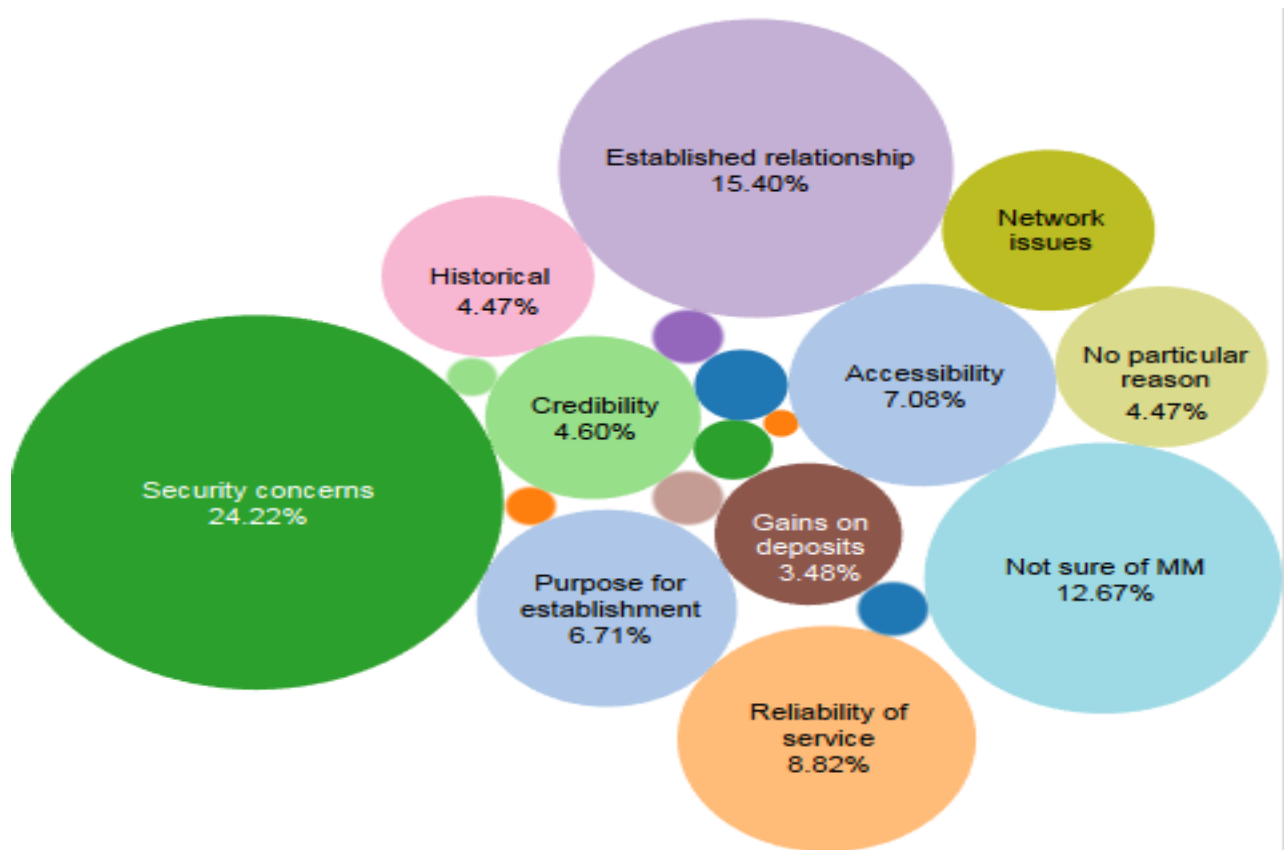 Established relationship
15.40%
Network
issues
Historical
4.47%
No particular
reason
4.47%
Accessibility
7.08%
Credibility
4.60%
Security concerns
24.22%
Gains on
deposits
3.48%
Not sure of MM
12.67%
Purpose for
establishment
6.71%
Reliability of
service
8.82%